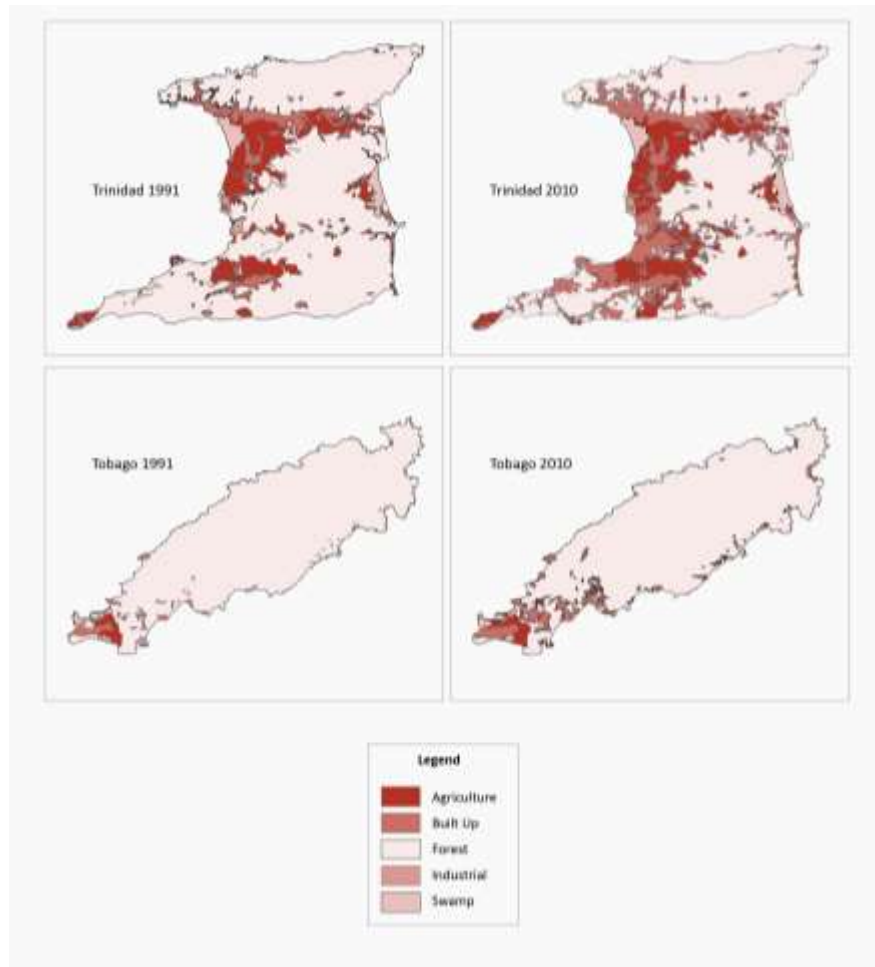 Trinidad 1991
Trinidad 2010
Tobago 1991
Tobago 2010
Legend
Agriculture
Built Up
Forest
Industrial
Swamp